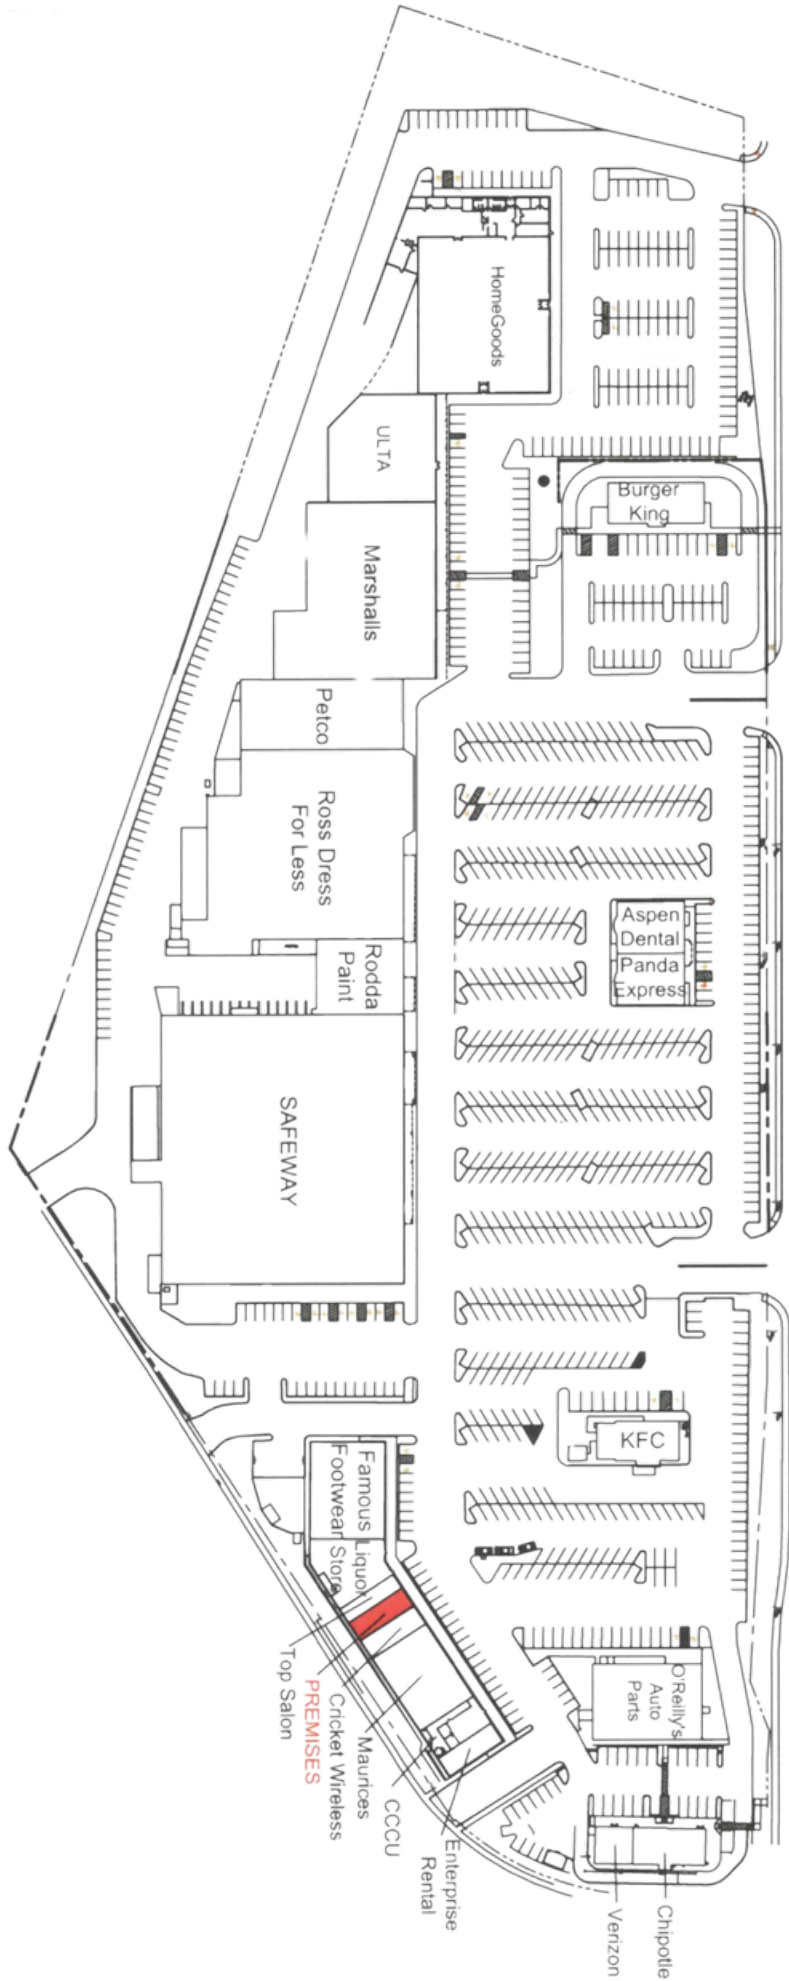 HomeGoods
ULTA
Burger
King
Marshalls
Petco
Ross Dress
For Less
Aspen
Dental
Panda
Express
Rodda
Paint
SAFEWAY
KFC
Famous
Footwear
Liquor
Store
Top Salon
PREMISES
Cricket Wireless
Maurices
CCCU
Enterprise
Rental
O'Reilly's
Auto
Parts
Chipotle
Verizon